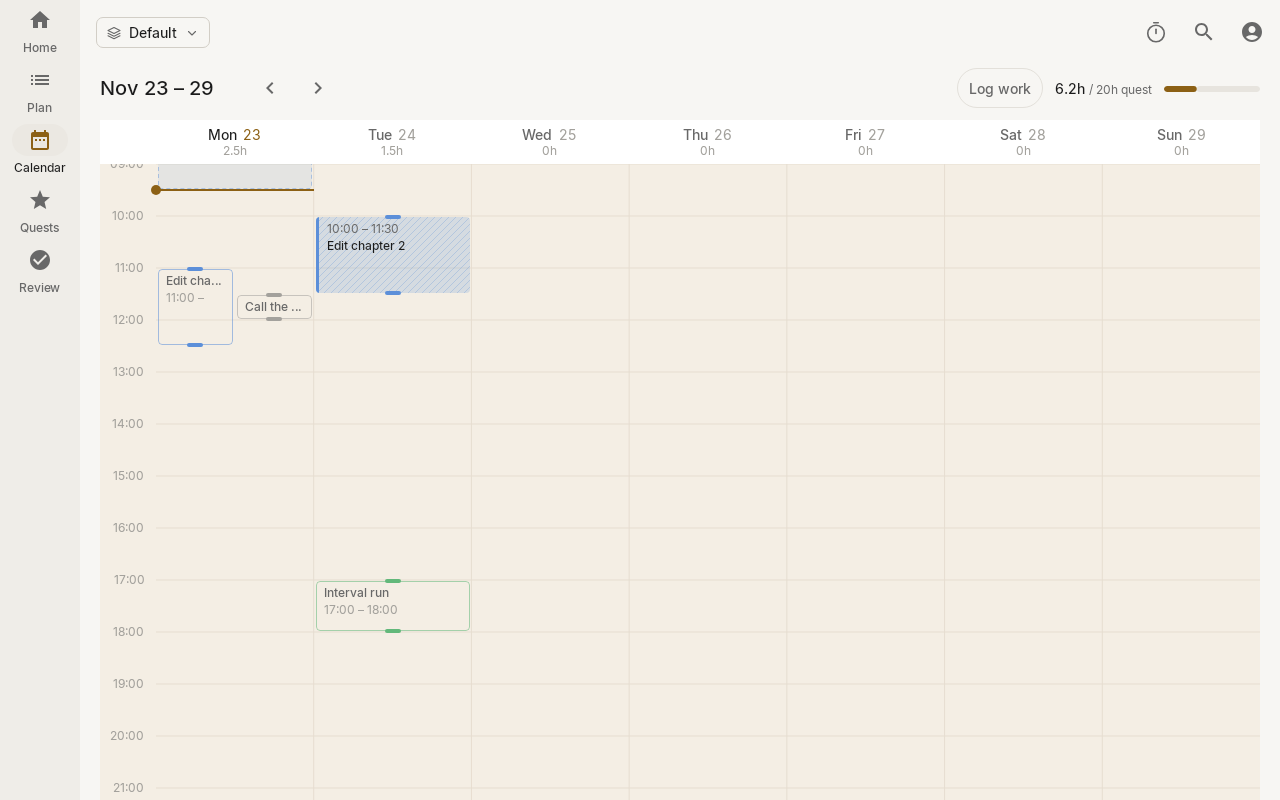 Home
Plan
Calendar
Quests
Review
Default
Nov 23 – 29
Log work
6.2h / 20h quest
Mon 23
2.5h
Tue 24
1.5h
Wed 25
0h
Thu 26
0h
Fri 27
0h
Sat 28
0h
Sun 29
0h
09:00
10:00
11:00
12:00
13:00
14:00
15:00
16:00
17:00
18:00
19:00
20:00
21:00
Edit cha...
11:00 –
Call the ...
10:00 – 11:30
Edit chapter 2
Interval run
17:00 – 18:00